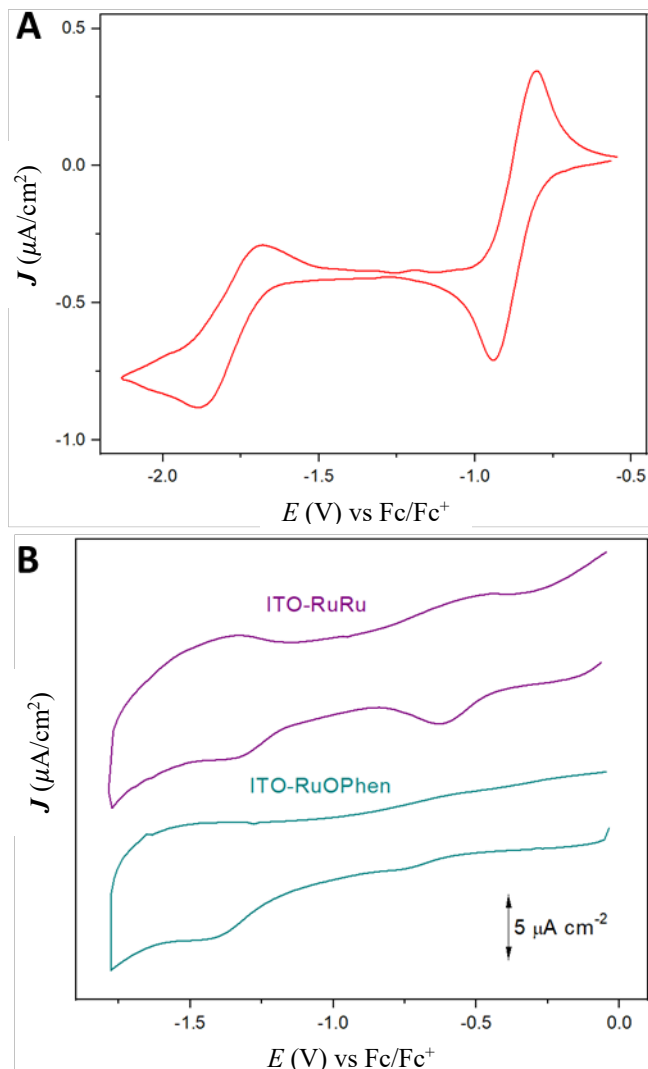 A
0.5
0.0
-0.5
-1.0
J (μA/cm²)
-2.0 -1.5 -1.0 -0.5
E (V) vs Fc/Fc⁺
B
ITO-RuRu
ITO-RuOPhen
5 μA cm⁻²
J (μA/cm²)
-1.5 -1.0 -0.5 0.0
E (V) vs Fc/Fc⁺